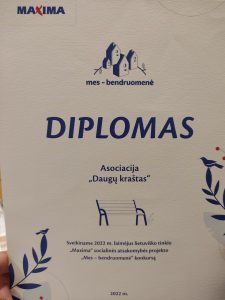 MAXIMA
mes - bendruomenė
DIPLOMAS
Asociacija
„Daugų kraštas"
Sveikiname 2022 m. laimėjus lietuviško tinklo
„Maxima" socialinės atsakomybės projekto
„Mes – bendruomenė" konkursą
2022 m.